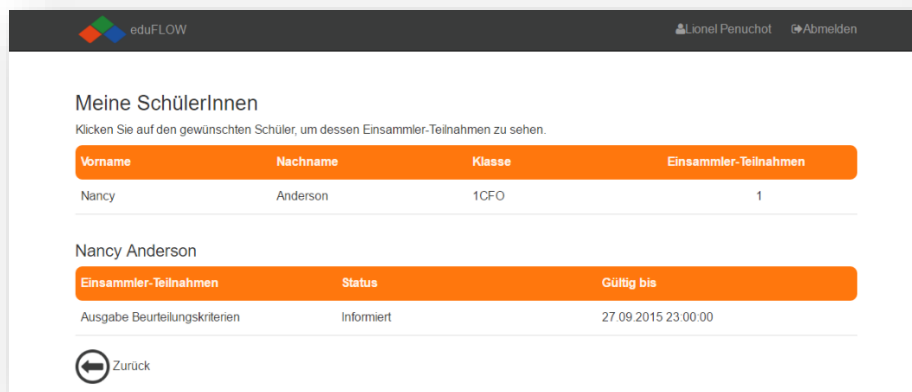 eduFLOW Lionel Penuchot Abmelden
Meine SchülerInnen
Klicken Sie auf den gewünschten Schüler, um dessen Einsammler-Teilnahmen zu sehen.
Vorname Nachname Klasse Einsammler-Teilnahmen
Nancy Anderson 1CFO 1
Nancy Anderson
Einsammler-Teilnahmen Status Gültig bis
Ausgabe Beurteilungskriterien Informiert 27.09.2015 23:00:00
Zurück